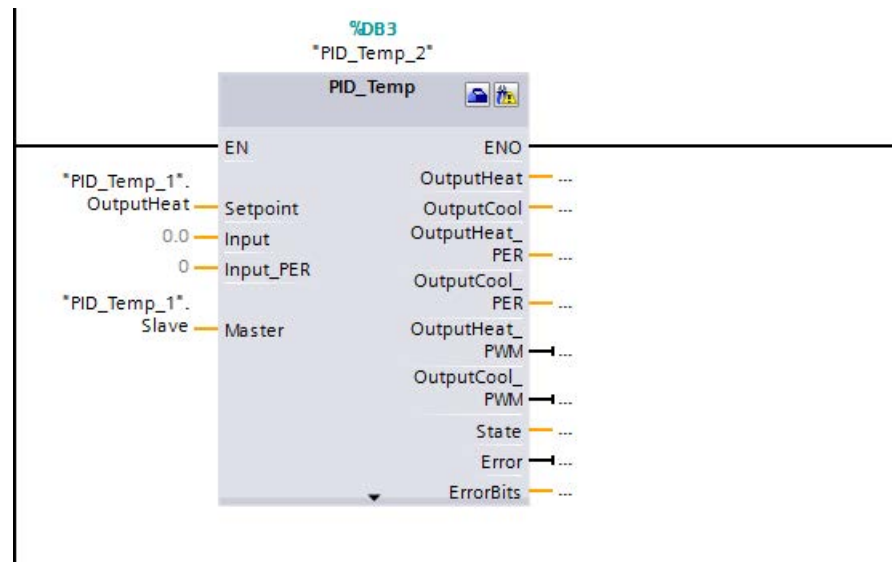 %DB3
"PID_Temp_2"
PID_Temp
EN
ENO
"PID_Temp_1".
OutputHeat
Setpoint
0.0
Input
0
Input_PER
"PID_Temp_1".
Slave
Master
OutputHeat
...
OutputCool
...
OutputHeat_
PER
...
OutputCool_
PER
...
OutputHeat_
PWM
...
OutputCool_
PWM
...
State
...
Error
...
ErrorBits
...